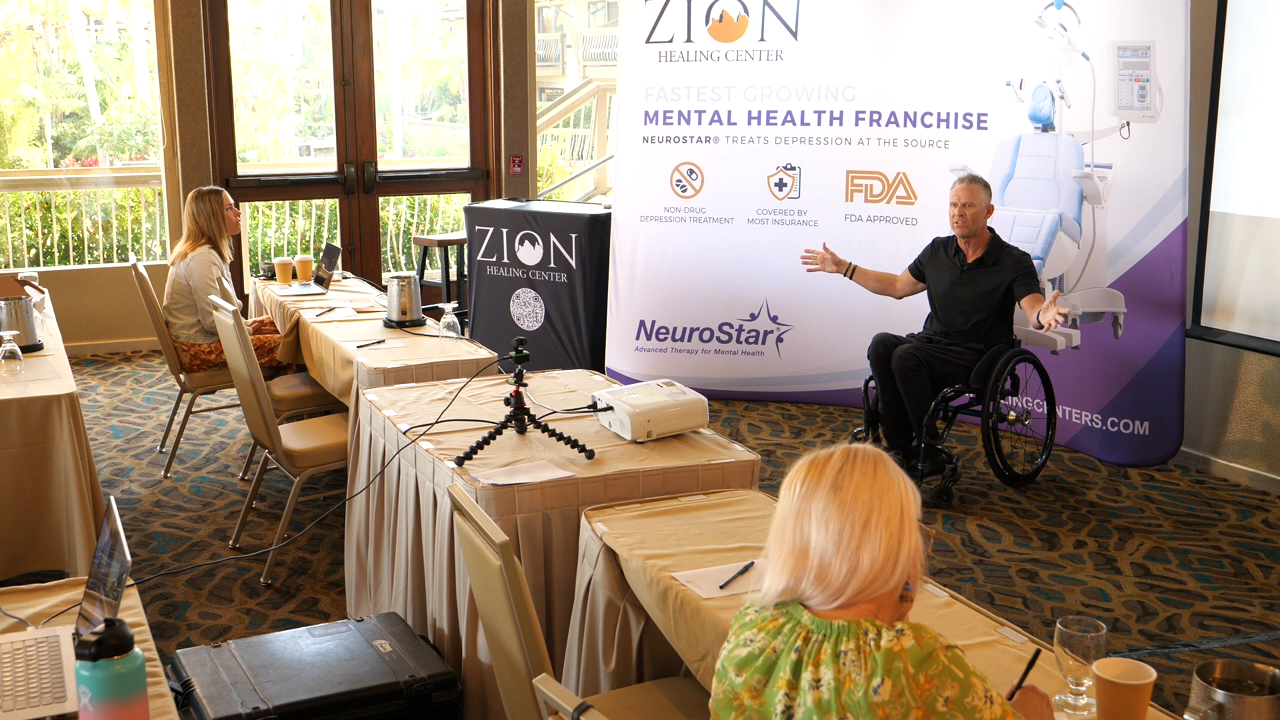 ZION
HEALING CENTER
FASTEST GROWING
MENTAL HEALTH FRANCHISE
NEUROSTAR® TREATS DEPRESSION AT THE SOURCE
NON-DRUG
DEPRESSION TREATMENT
COVERED BY
MOST INSURANCE
FDA
FDA APPROVED
ZION
HEALING CENTER
NeuroStar®
Advanced Therapy for Mental Health
INGCENTERS.COM